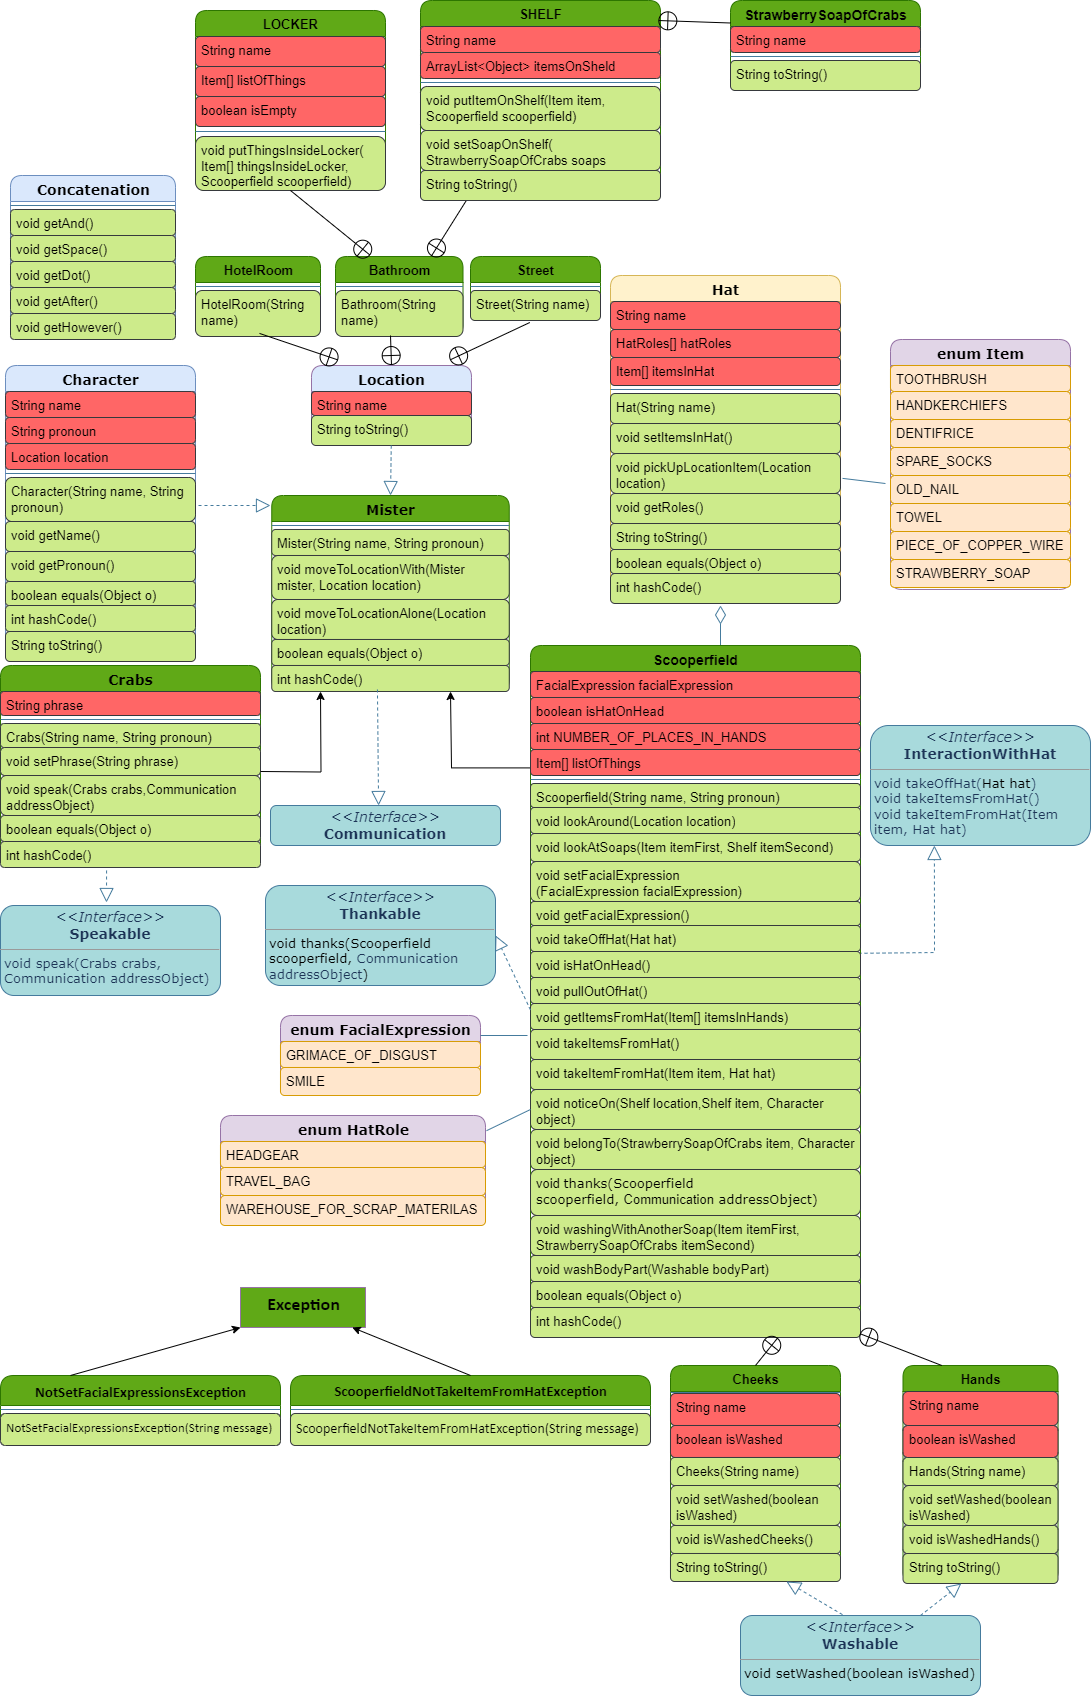 LOCKER
String name
Item[] listOfThings
boolean isEmpty
void putThingsInsideLocker(
Item[] thingsInsideLocker,
Scooperfield scooperfield)
SHELF
String name
ArrayList<Object> itemsOnSheld
void putItemOnShelf(Item item,
Scooperfield scooperfield)
void setSoapOnShelf(
StrawberrySoapOfCrabs soaps
String toString()
StrawberrySoapOfCrabs
String name
String toString()
Concatenation
void getAnd()
void getSpace()
void getDot()
void getAfter()
void getHowever()
HotelRoom
HotelRoom(String
name)
Bathroom
Bathroom(String
name)
Street
Street(String name)
Location
String name
String toString()
Hat
String name
HatRoles[] hatRoles
Item[] itemsInHat
Hat(String name)
void setItemsInHat()
void pickUpLocationItem(Location
location)
void getRoles()
String toString()
boolean equals(Object o)
int hashCode()
enum Item
TOOTHBRUSH
HANDKERCHIEFS
DENTIFRICE
SPARE_SOCKS
OLD_NAIL
TOWEL
PIECE_OF_COPPER_WIRE
STRAWBERRY_SOAP
Character
String name
String pronoun
Location location
Character(String name, String
pronoun)
void getName()
void getPronoun()
boolean equals(Object o)
int hashCode()
String toString()
Mister
Mister(String name, String pronoun)
void moveToLocationWith(Mister
mister, Location location)
void moveToLocationAlone(Location
location)
boolean equals(Object o)
int hashCode()
Crabs
String phrase
Crabs(String name, String pronoun)
void setPhrase(String phrase)
void speak(Crabs crabs,Communication
addressObject)
boolean equals(Object o)
int hashCode()
<<Interface>>
Communication
<<Interface>>
Speakable
void speak(Crabs crabs,
Communication addressObject)
<<Interface>>
Thankable
void thanks(Scooperfield
scooperfield, Communication
addressObject)
Scooperfield
FacialExpression facialExpression
boolean isHatOnHead
int NUMBER_OF_PLACES_IN_HANDS
Item[] listOfThings
Scooperfield(String name, String pronoun)
void lookAround(Location location)
void lookAtSoaps(Item itemFirst, Shelf itemSecond)
void setFacialExpression
(FacialExpression facialExpression)
void getFacialExpression()
void takeOffHat(Hat hat)
void isHatOnHead()
void pullOutOfHat()
void getItemsFromHat(Item[] itemsInHands)
void takeItemsFromHat()
void takeItemFromHat(Item item, Hat hat)
void noticeOn(Shelf location,Shelf item, Character
object)
void belongTo(StrawberrySoapOfCrabs item, Character
object)
void thanks(Scooperfield
scooperfield, Communication addressObject)
void washingWithAnotherSoap(Item itemFirst,
StrawberrySoapOfCrabs itemSecond)
void washBodyPart(Washable bodyPart)
boolean equals(Object o)
int hashCode()
<<Interface>>
InteractionWithHat
void takeOffHat(Hat hat)
void takeItemsFromHat()
void takeItemFromHat(Item
item, Hat hat)
enum FacialExpression
GRIMACE_OF_DISGUST
SMILE
enum HatRole
HEADGEAR
TRAVEL_BAG
WAREHOUSE_FOR_SCRAP_MATERILAS
Exception
NotSetFacialExpressionsException
NotSetFacialExpressionsException(String message)
ScooperfieldNotTakeItemFromHatException
ScooperfieldNotTakeItemFromHatException(String message)
Cheeks
String name
boolean isWashed
Cheeks(String name)
void setWashed(boolean
isWashed)
void isWashedCheeks()
String toString()
Hands
String name
boolean isWashed
Hands(String name)
void setWashed(boolean
isWashed)
void isWashedHands()
String toString()
<<Interface>>
Washable
void setWashed(boolean isWashed)